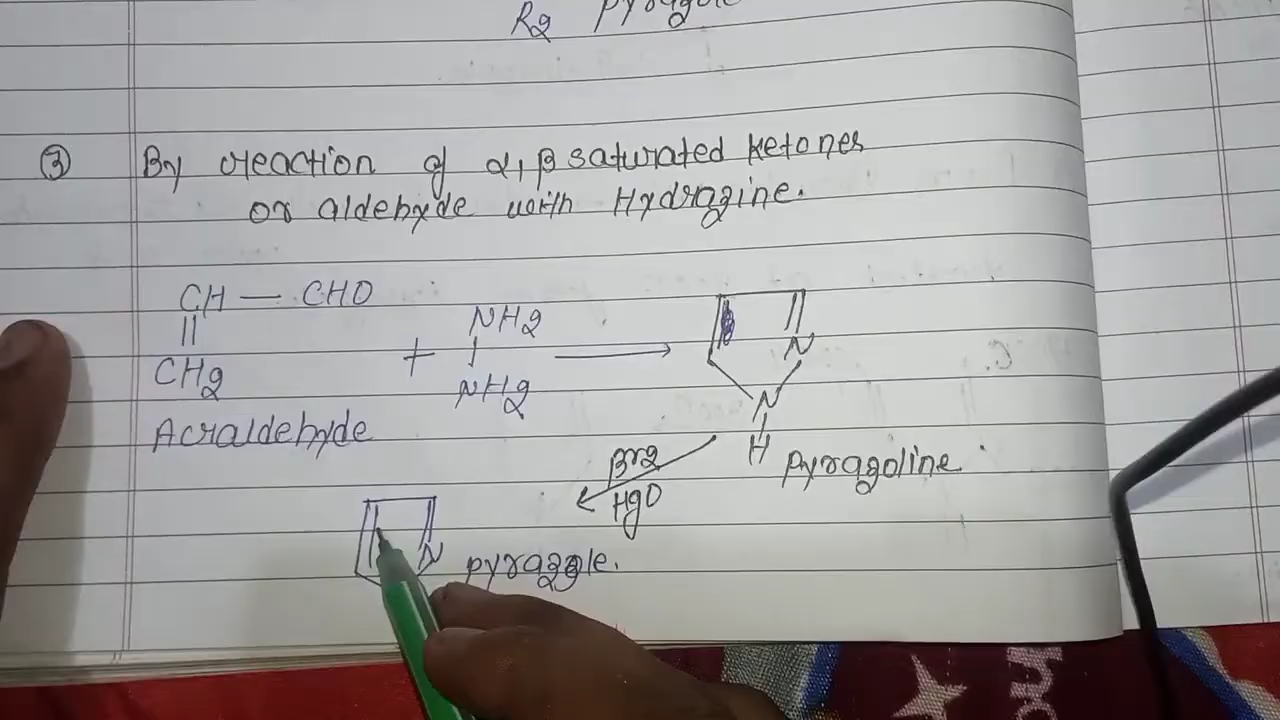 R2 Pyrazole
③ By reaction of α, β saturated ketones
or aldehyde with Hydrazine.
CH — CHO
||
CH2
Acraldehyde
+
NH2
|
NH2
N
N
H
Pyrazoline
Br2
HgO
N
pyrazole.